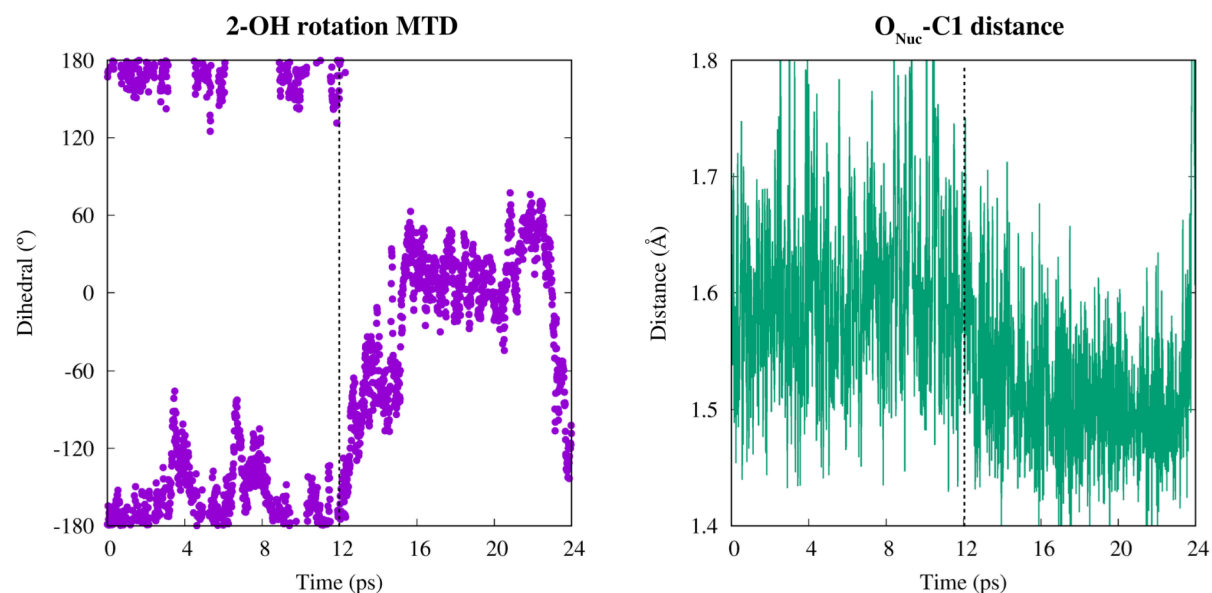 2-OH rotation MTD
180
120
60
0
-60
-120
-180
Dihedral (°)
0 4 8 12 16 20 24
Time (ps)
O_Nuc-C1 distance
1.8
1.7
1.6
1.5
1.4
Distance (Å)
0 4 8 12 16 20 24
Time (ps)